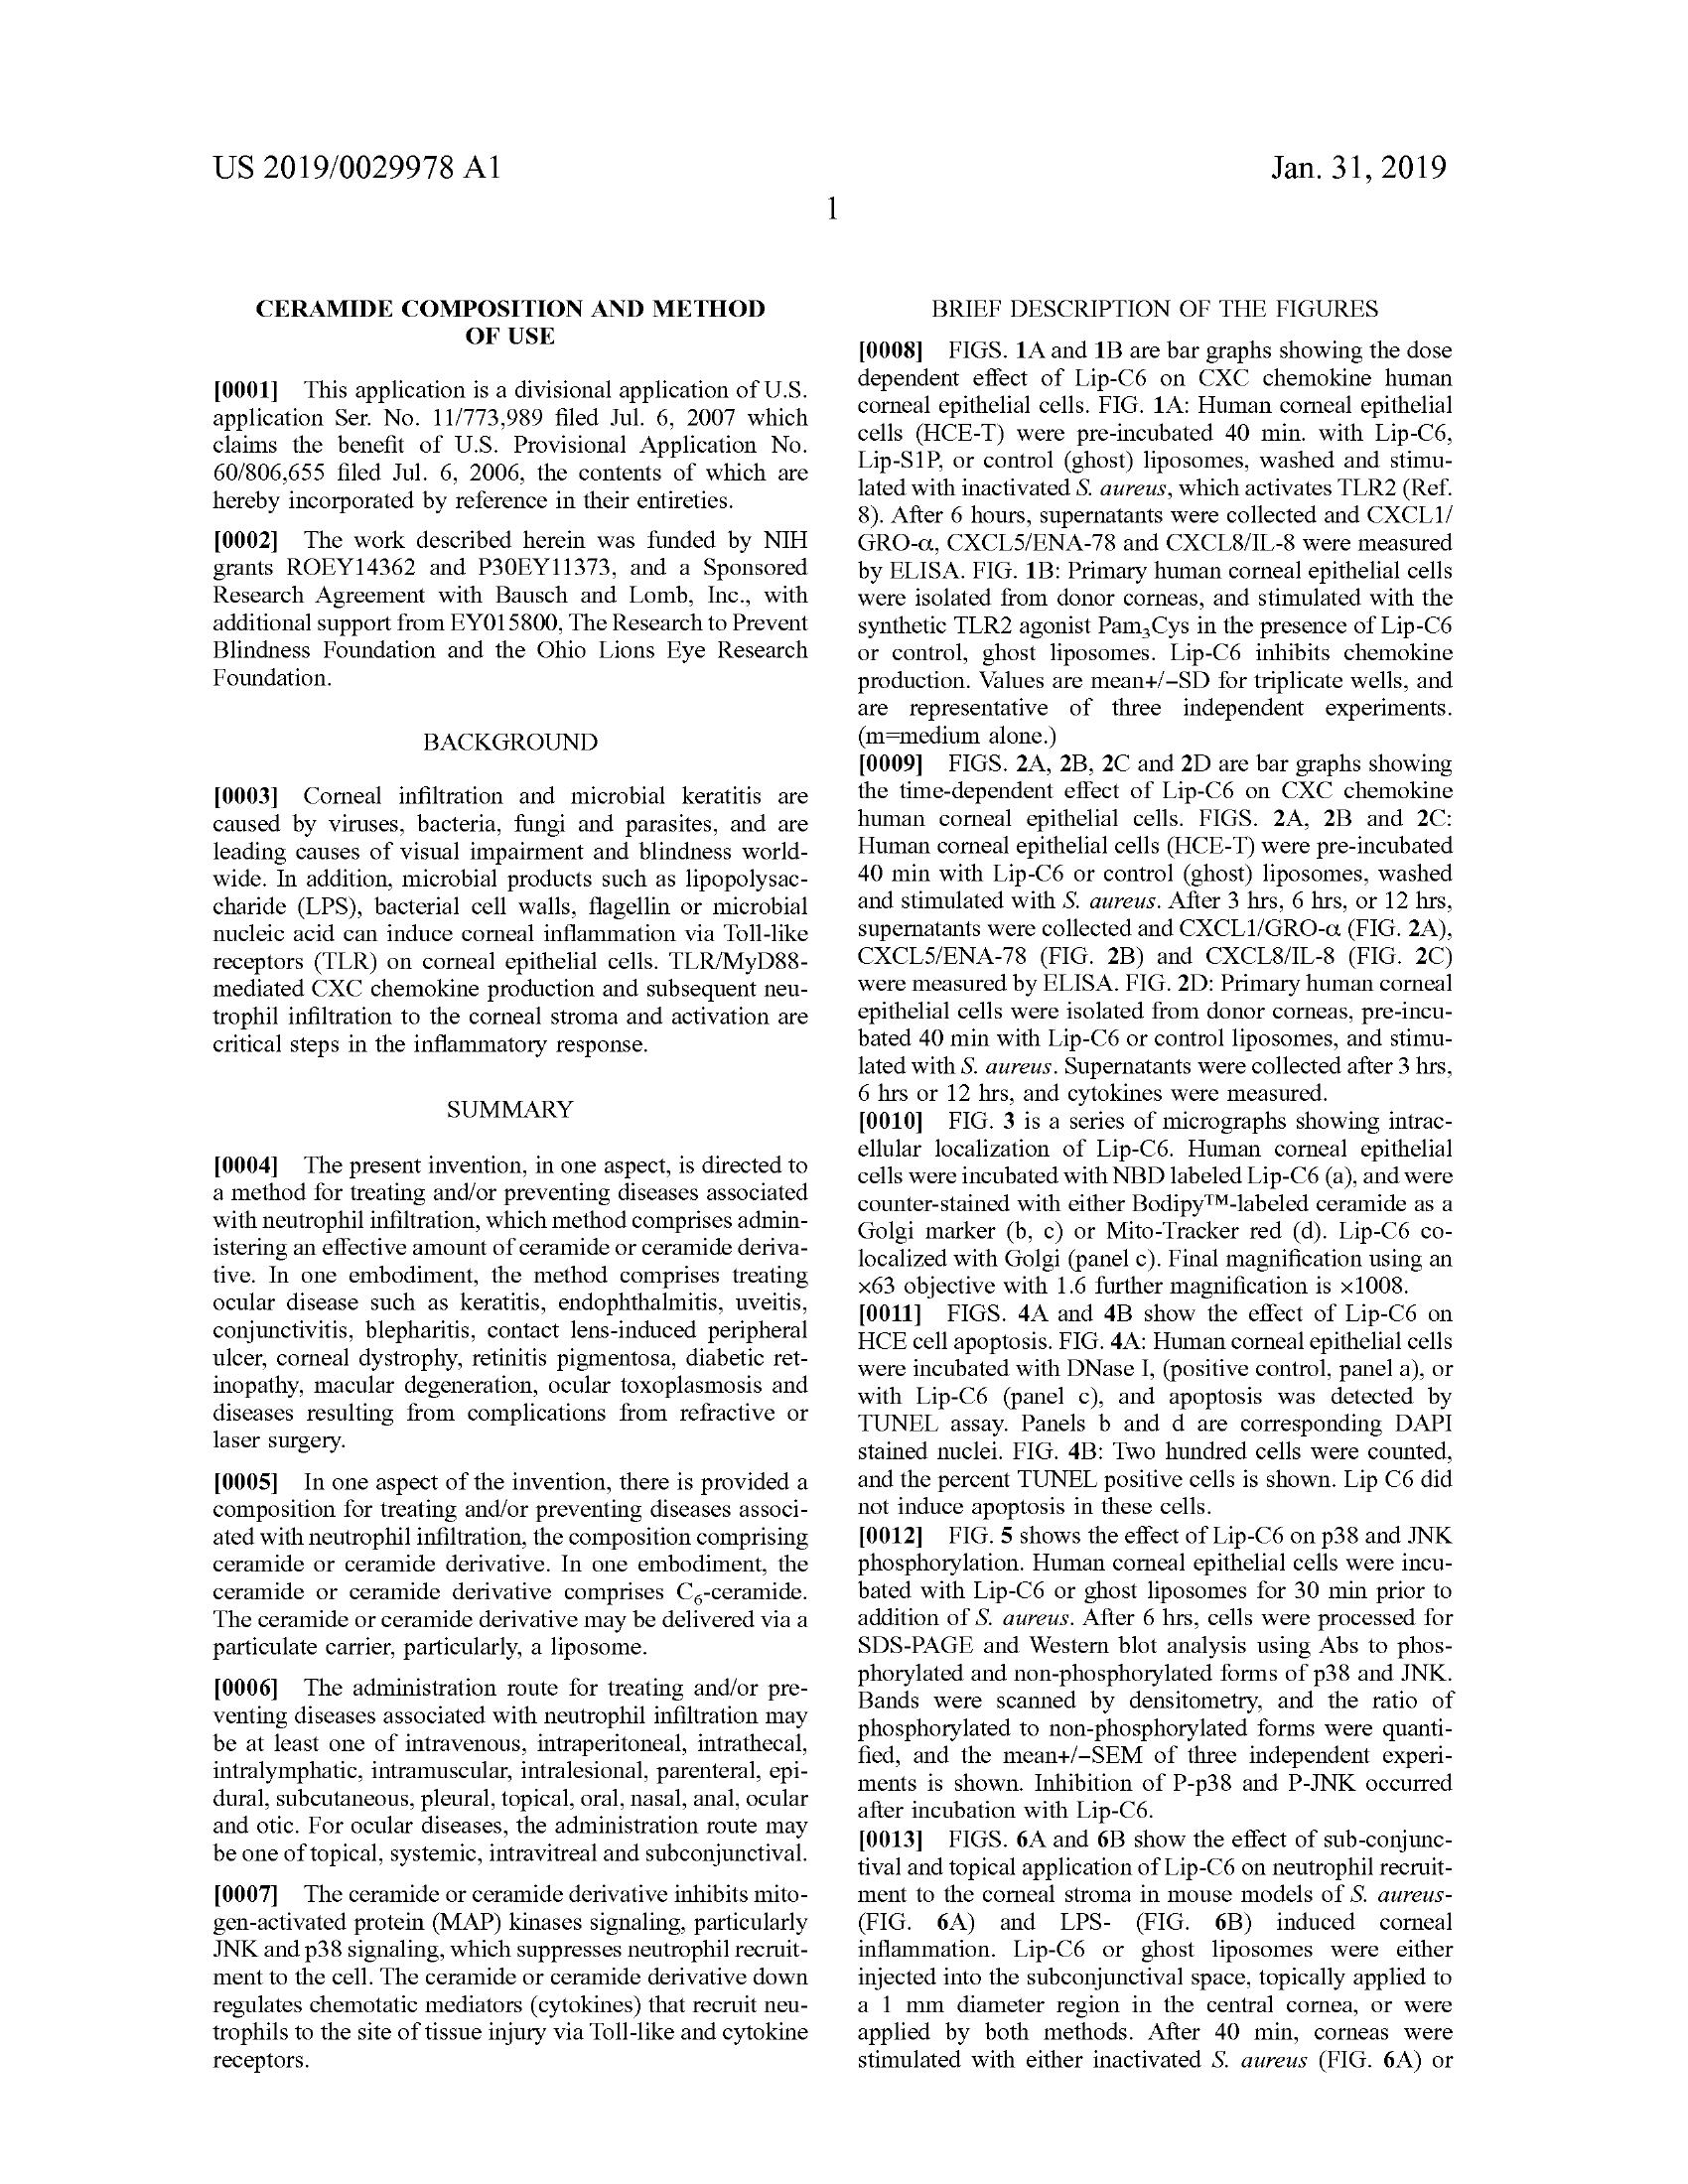 US 2019/0029978 A1
Jan. 31, 2019
1
CERAMIDE COMPOSITION AND METHOD
OF USE
[0001] This application is a divisional application of U.S.
application Ser. No. 11/773,989 filed Jul. 6, 2007 which
claims the benefit of U.S. Provisional Application No.
60/806,655 filed Jul. 6, 2006, the contents of which are
hereby incorporated by reference in their entireties.
[0002] The work described herein was funded by NIH
grants ROEY14362 and P30EY11373, and a Sponsored
Research Agreement with Bausch and Lomb, Inc., with
additional support from EY015800, The Research to Prevent
Blindness Foundation and the Ohio Lions Eye Research
Foundation.
BACKGROUND
[0003] Corneal infiltration and microbial keratitis are
caused by viruses, bacteria, fungi and parasites, and are
leading causes of visual impairment and blindness world-
wide. In addition, microbial products such as lipopolysac-
charide (LPS), bacterial cell walls, flagellin or microbial
nucleic acid can induce corneal inflammation via Toll-like
receptors (TLR) on corneal epithelial cells. TLR/MyD88-
mediated CXC chemokine production and subsequent neu-
trophil infiltration to the corneal stroma and activation are
critical steps in the inflammatory response.
SUMMARY
[0004] The present invention, in one aspect, is directed to
a method for treating and/or preventing diseases associated
with neutrophil infiltration, which method comprises admin-
istering an effective amount of ceramide or ceramide deriva-
tive. In one embodiment, the method comprises treating
ocular disease such as keratitis, endophthalmitis, uveitis,
conjunctivitis, blepharitis, contact lens-induced peripheral
ulcer, corneal dystrophy, retinitis pigmentosa, diabetic ret-
inopathy, macular degeneration, ocular toxoplasmosis and
diseases resulting from complications from refractive or
laser surgery.
[0005] In one aspect of the invention, there is provided a
composition for treating and/or preventing diseases associ-
ated with neutrophil infiltration, the composition comprising
ceramide or ceramide derivative. In one embodiment, the
ceramide or ceramide derivative comprises C₆-ceramide.
The ceramide or ceramide derivative may be delivered via a
particulate carrier, particularly, a liposome.
[0006] The administration route for treating and/or pre-
venting diseases associated with neutrophil infiltration may
be at least one of intravenous, intraperitoneal, intrathecal,
intralymphatic, intramuscular, intralesional, parenteral, epi-
dural, subcutaneous, pleural, topical, oral, nasal, anal, ocular
and otic. For ocular diseases, the administration route may
be one of topical, systemic, intravitreal and subconjunctival.
[0007] The ceramide or ceramide derivative inhibits mito-
gen-activated protein (MAP) kinases signaling, particularly
JNK and p38 signaling, which suppresses neutrophil recruit-
ment to the cell. The ceramide or ceramide derivative down
regulates chemotatic mediators (cytokines) that recruit neu-
trophils to the site of tissue injury via Toll-like and cytokine
receptors.
BRIEF DESCRIPTION OF THE FIGURES
[0008] FIGS. 1A and 1B are bar graphs showing the dose
dependent effect of Lip-C6 on CXC chemokine human
corneal epithelial cells. FIG. 1A: Human corneal epithelial
cells (HCE-T) were pre-incubated 40 min. with Lip-C6,
Lip-S1P, or control (ghost) liposomes, washed and stimu-
lated with inactivated S. aureus, which activates TLR2 (Ref.
8). After 6 hours, supernatants were collected and CXCL1/
GRO-α, CXCL5/ENA-78 and CXCL8/IL-8 were measured
by ELISA. FIG. 1B: Primary human corneal epithelial cells
were isolated from donor corneas, and stimulated with the
synthetic TLR2 agonist Pam₃Cys in the presence of Lip-C6
or control, ghost liposomes. Lip-C6 inhibits chemokine
production. Values are mean+/−SD for triplicate wells, and
are representative of three independent experiments.
(m=medium alone.)
[0009] FIGS. 2A, 2B, 2C and 2D are bar graphs showing
the time-dependent effect of Lip-C6 on CXC chemokine
human corneal epithelial cells. FIGS. 2A, 2B and 2C:
Human corneal epithelial cells (HCE-T) were pre-incubated
40 min with Lip-C6 or control (ghost) liposomes, washed
and stimulated with S. aureus. After 3 hrs, 6 hrs, or 12 hrs,
supernatants were collected and CXCL1/GRO-α (FIG. 2A),
CXCL5/ENA-78 (FIG. 2B) and CXCL8/IL-8 (FIG. 2C)
were measured by ELISA. FIG. 2D: Primary human corneal
epithelial cells were isolated from donor corneas, pre-incu-
bated 40 min with Lip-C6 or control liposomes, and stimu-
lated with S. aureus. Supernatants were collected after 3 hrs,
6 hrs or 12 hrs, and cytokines were measured.
[0010] FIG. 3 is a series of micrographs showing intrac-
ellular localization of Lip-C6. Human corneal epithelial
cells were incubated with NBD labeled Lip-C6 (a), and were
counter-stained with either Bodipy™-labeled ceramide as a
Golgi marker (b, c) or Mito-Tracker red (d). Lip-C6 co-
localized with Golgi (panel c). Final magnification using an
x63 objective with 1.6 further magnification is x1008.
[0011] FIGS. 4A and 4B show the effect of Lip-C6 on
HCE cell apoptosis. FIG. 4A: Human corneal epithelial cells
were incubated with DNase I, (positive control, panel a), or
with Lip-C6 (panel c), and apoptosis was detected by
TUNEL assay. Panels b and d are corresponding DAPI
stained nuclei. FIG. 4B: Two hundred cells were counted,
and the percent TUNEL positive cells is shown. Lip C6 did
not induce apoptosis in these cells.
[0012] FIG. 5 shows the effect of Lip-C6 on p38 and JNK
phosphorylation. Human corneal epithelial cells were incu-
bated with Lip-C6 or ghost liposomes for 30 min prior to
addition of S. aureus. After 6 hrs, cells were processed for
SDS-PAGE and Western blot analysis using Abs to phos-
phorylated and non-phosphorylated forms of p38 and JNK.
Bands were scanned by densitometry, and the ratio of
phosphorylated to non-phosphorylated forms were quanti-
fied, and the mean+/−SEM of three independent experi-
ments is shown. Inhibition of P-p38 and P-JNK occurred
after incubation with Lip-C6.
[0013] FIGS. 6A and 6B show the effect of sub-conjunc-
tival and topical application of Lip-C6 on neutrophil recruit-
ment to the corneal stroma in mouse models of S. aureus-
(FIG. 6A) and LPS- (FIG. 6B) induced corneal
inflammation. Lip-C6 or ghost liposomes were either
injected into the subconjunctival space, topically applied to
a 1 mm diameter region in the central cornea, or were
applied by both methods. After 40 min, corneas were
stimulated with either inactivated S. aureus (FIG. 6A) or